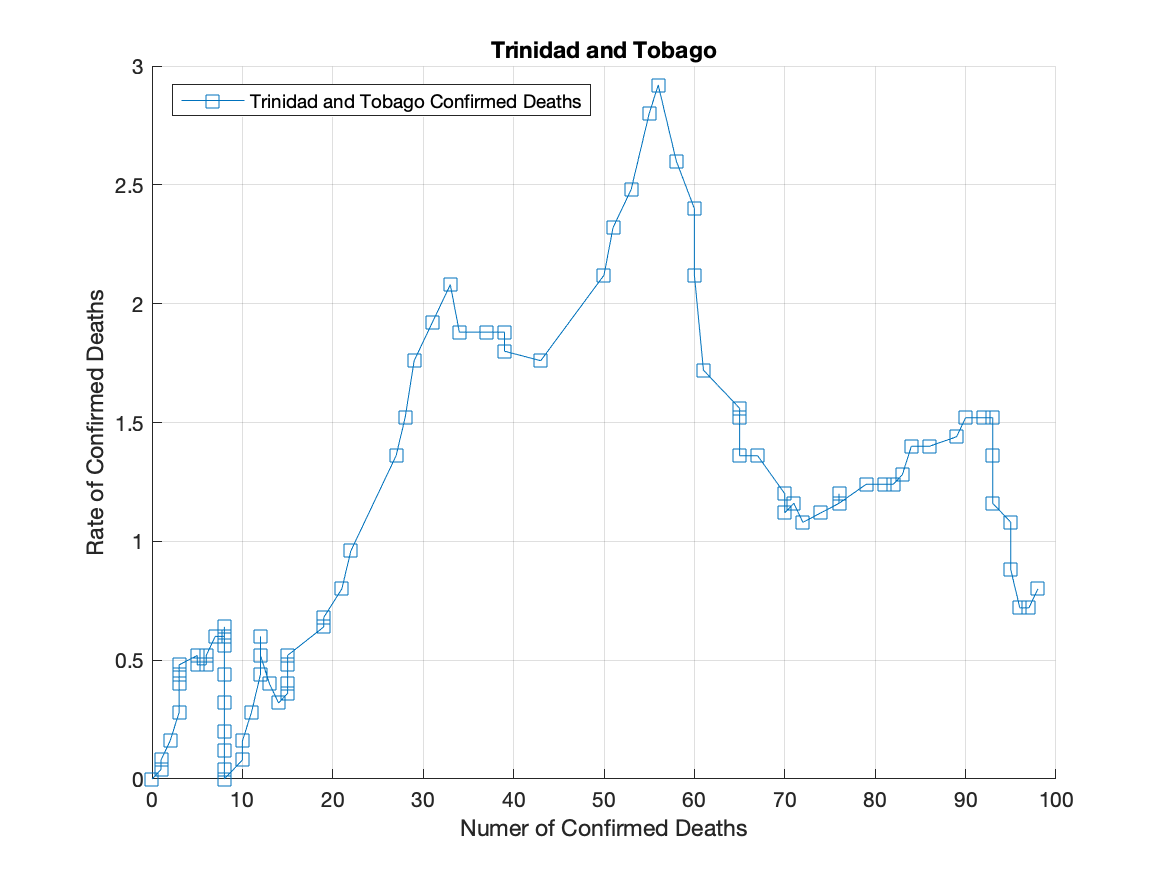 Trinidad and Tobago
3
Trinidad and Tobago Confirmed Deaths
2.5
2
1.5
1
0.5
0
Rate of Confirmed Deaths
0 10 20 30 40 50 60 70 80 90 100
Numer of Confirmed Deaths